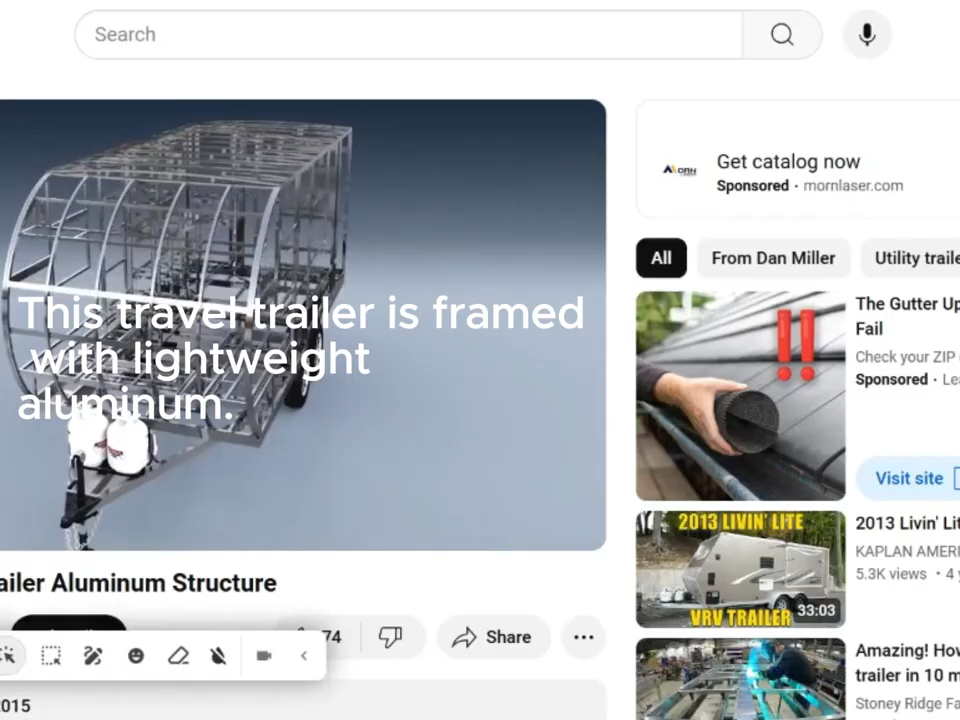 Search
Get catalog now
Sponsored · mornlaser.com
All
From Dan Miller
Utility traile
This travel trailer is framed
with lightweight
aluminum.
The Gutter Up
Fail
Check your ZIP
Sponsored · Lea
Visit site
2013 LIVIN' LITE
VRV TRAILER
33:03
2013 Livin' Lit
KAPLAN AMERI
5.3K views · 4 y
ailer Aluminum Structure
74
Share
Amazing! How
trailer in 10 m
Stoney Ridge Fa
2015